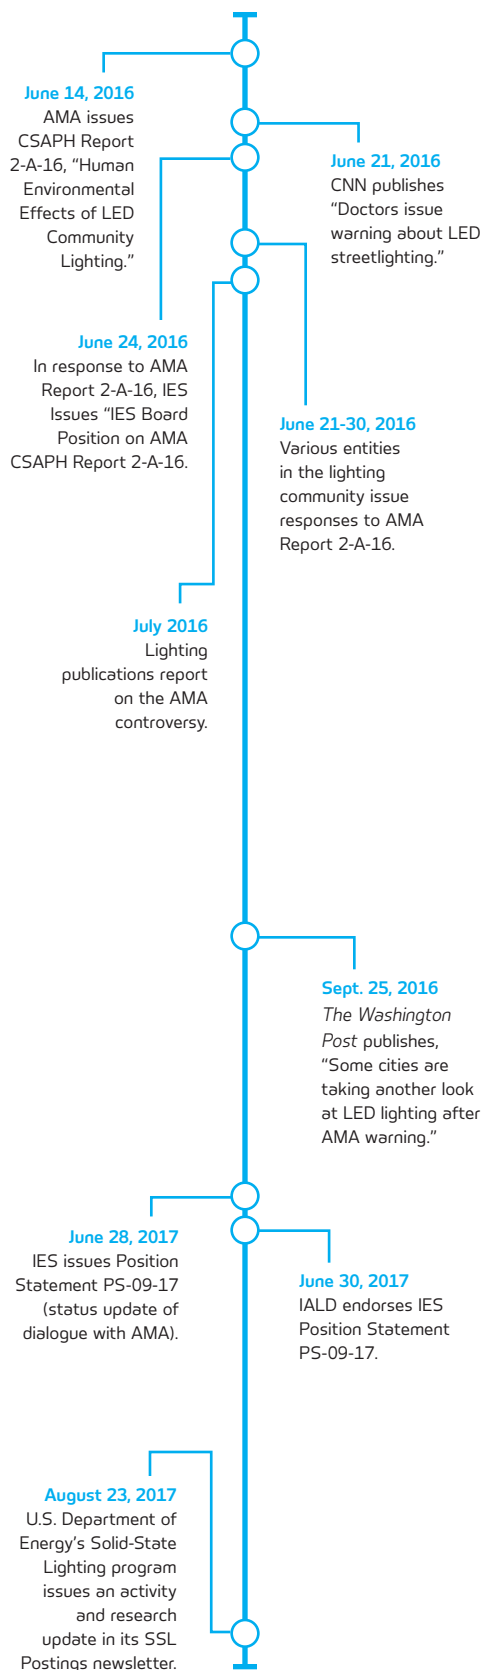 June 14, 2016
AMA issues
CSAPH Report
2-A-16, “Human
Environmental
Effects of LED
Community
Lighting.”
June 21, 2016
CNN publishes
“Doctors issue
warning about LED
streetlighting.”
June 24, 2016
In response to AMA
Report 2-A-16, IES
Issues “IES Board
Position on AMA
CSAPH Report 2-A-16.
June 21-30, 2016
Various entities
in the lighting
community issue
responses to AMA
Report 2-A-16.
July 2016
Lighting
publications report
on the AMA
controversy.
Sept. 25, 2016
The Washington
Post publishes,
“Some cities are
taking another look
at LED lighting after
AMA warning.”
June 28, 2017
IES issues Position
Statement PS-09-17
(status update of
dialogue with AMA).
June 30, 2017
IALD endorses IES
Position Statement
PS-09-17.
August 23, 2017
U.S. Department of
Energy’s Solid-State
Lighting program
issues an activity
and research
update in its SSL
Postings newsletter.